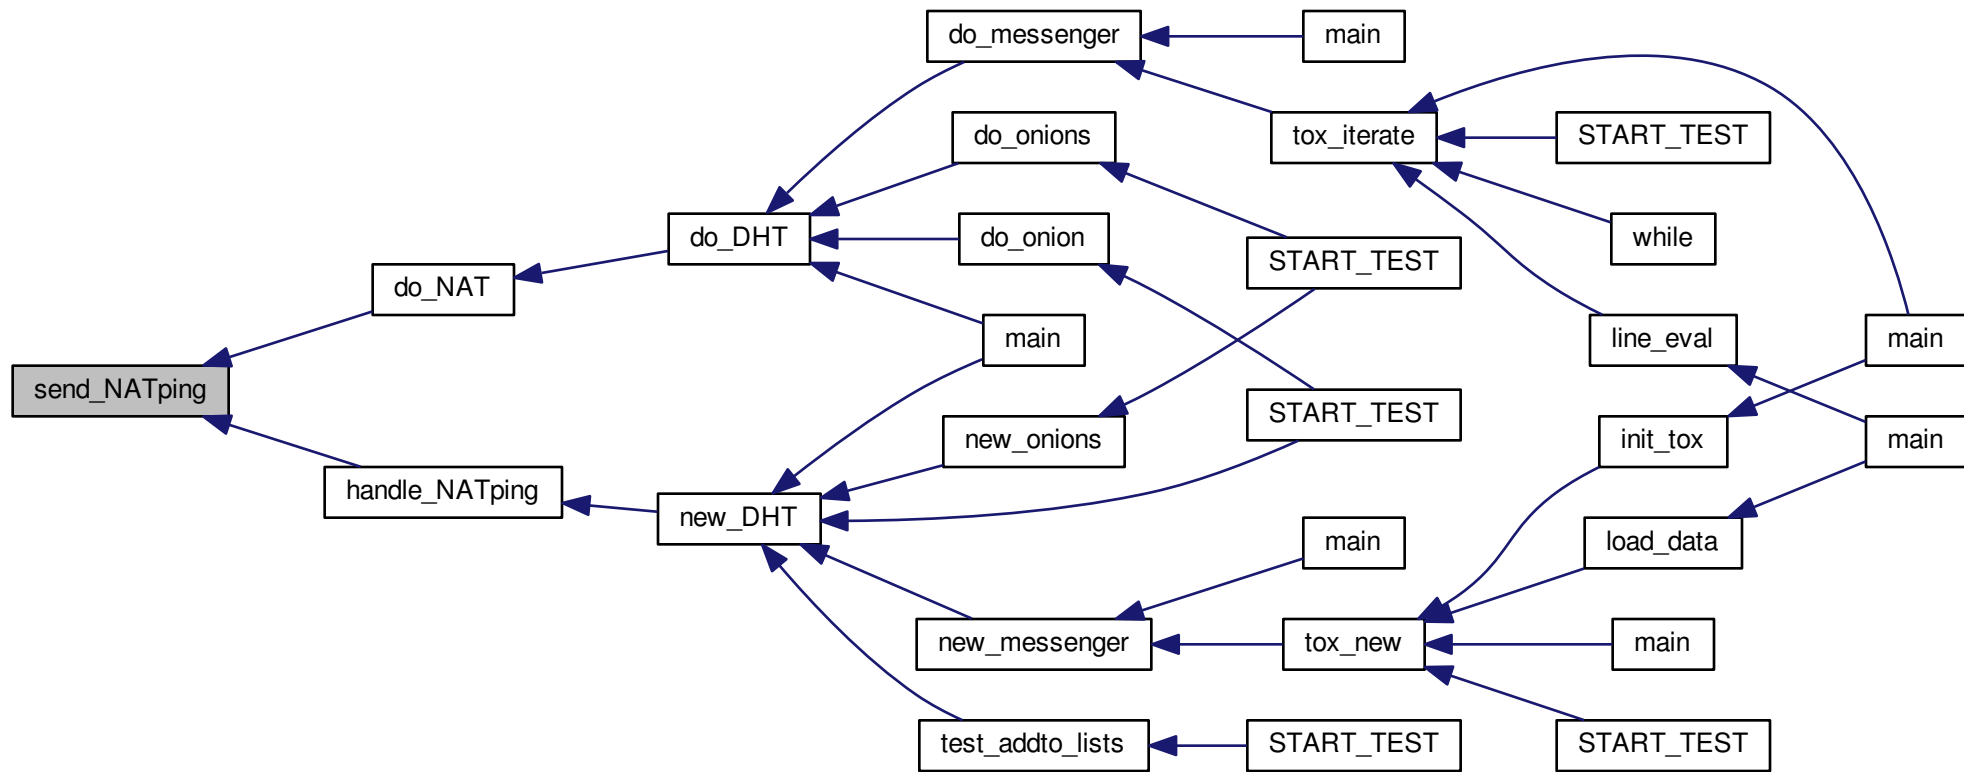 do_messenger
main
do_onions
tox_iterate
START_TEST
do_DHT
do_onion
START_TEST
while
do_NAT
main
line_eval
main
send_NATping
new_onions
START_TEST
init_tox
main
handle_NATping
new_DHT
main
load_data
new_messenger
tox_new
main
test_addto_lists
START_TEST
START_TEST